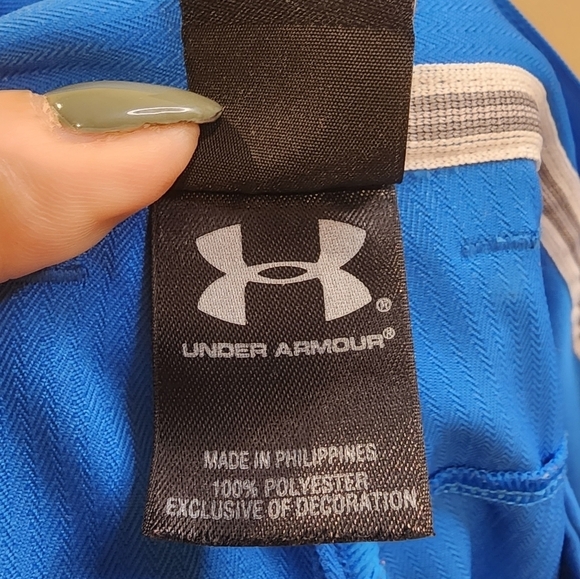 ®
UNDER ARMOUR®
MADE IN PHILIPPINES
100% POLYESTER
EXCLUSIVE OF DECORATION